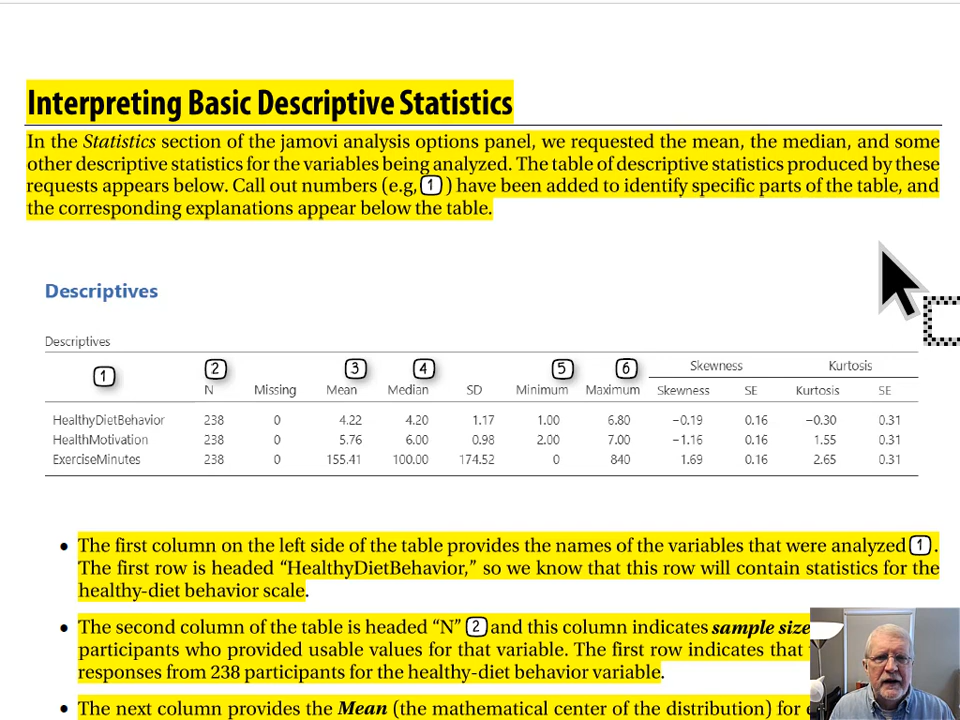 Interpreting Basic Descriptive Statistics
In the Statistics section of the jamovi analysis options panel, we requested the mean, the median, and some
other descriptive statistics for the variables being analyzed. The table of descriptive statistics produced by these
requests appears below. Call out numbers (e.g, 1 ) have been added to identify specific parts of the table, and
the corresponding explanations appear below the table.
Descriptives
Descriptives
1 2 3 4 5 6 Skewness Kurtosis
N Missing Mean Median SD Minimum Maximum Skewness SE Kurtosis SE
HealthyDietBehavior 238 0 4.22 4.20 1.17 1.00 6.80 −0.19 0.16 −0.30 0.31
HealthMotivation 238 0 5.76 6.00 0.98 2.00 7.00 −1.16 0.16 1.55 0.31
ExerciseMinutes 238 0 155.41 100.00 174.52 0 840 1.69 0.16 2.65 0.31
• The first column on the left side of the table provides the names of the variables that were analyzed 1 .
The first row is headed “HealthyDietBehavior,” so we know that this row will contain statistics for the
healthy-diet behavior scale.
• The second column of the table is headed “N” 2 and this column indicates sample size
participants who provided usable values for that variable. The first row indicates that
responses from 238 participants for the healthy-diet behavior variable.
• The next column provides the Mean (the mathematical center of the distribution) for